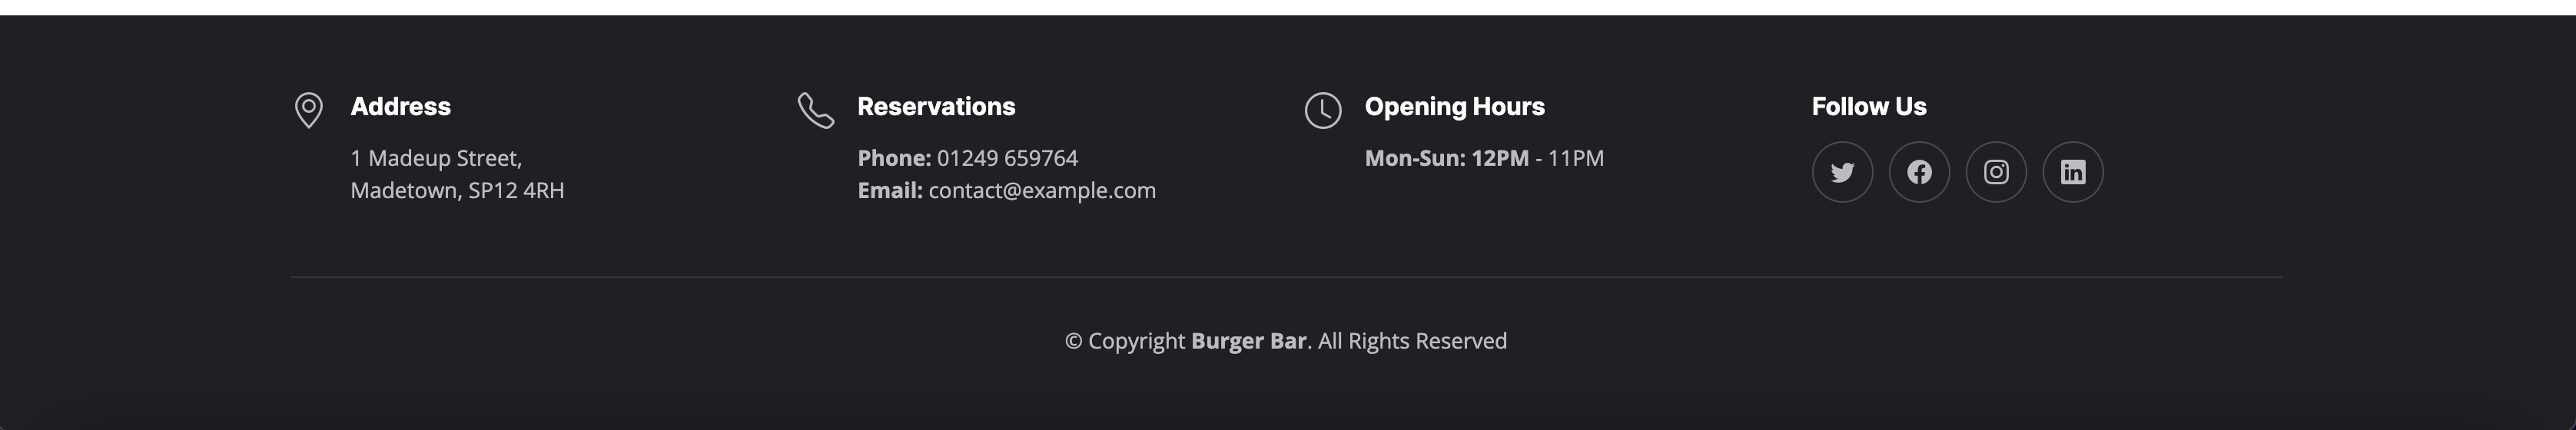 Address
1 Madeup Street,
Madetown, SP12 4RH
Reservations
Phone: 01249 659764
Email: contact@example.com
Opening Hours
Mon-Sun: 12PM - 11PM
Follow Us
© Copyright Burger Bar. All Rights Reserved